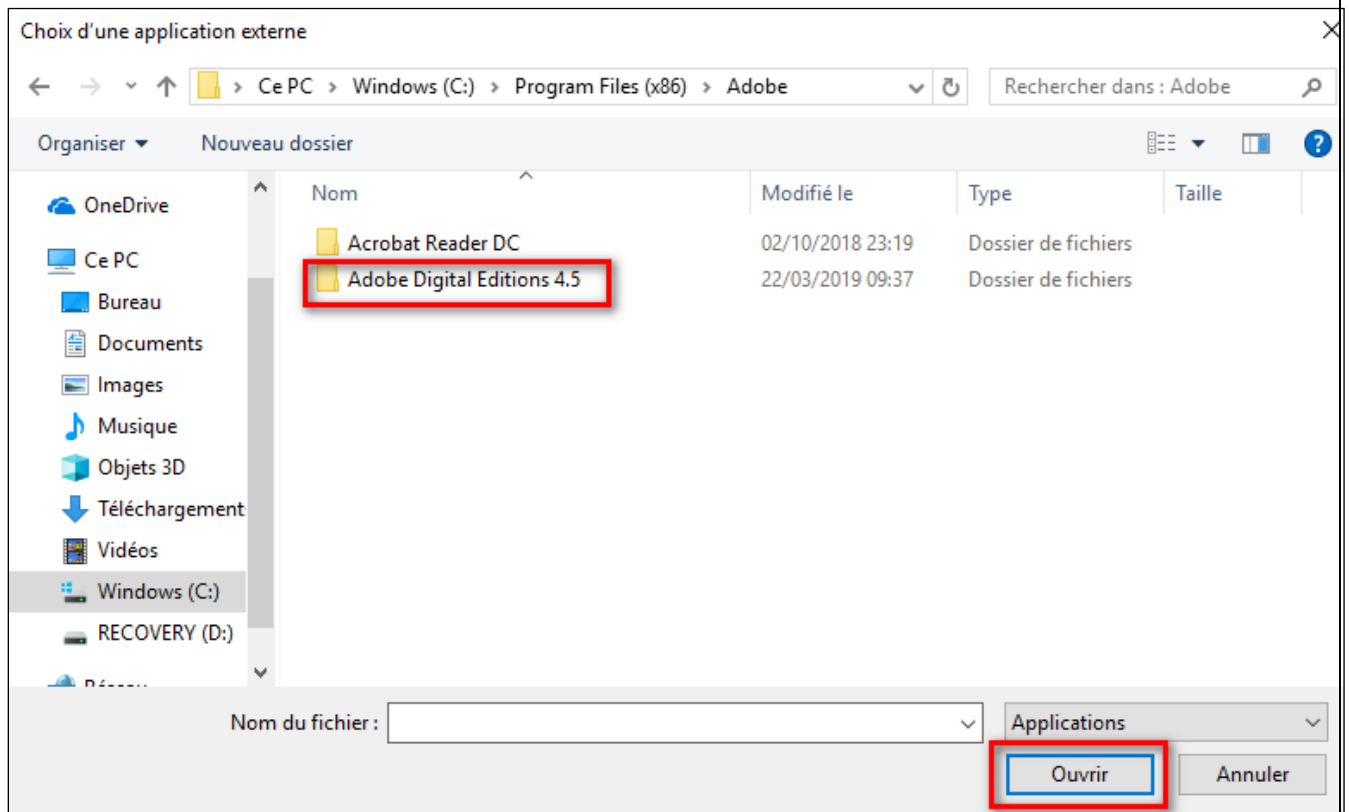 Choix d'une application externe
Ce PC > Windows (C:) > Program Files (x86) > Adobe
Rechercher dans : Adobe
Organiser
Nouveau dossier
Nom Modifié le Type Taille
Acrobat Reader DC 02/10/2018 23:19 Dossier de fichiers
Adobe Digital Editions 4.5 22/03/2019 09:37 Dossier de fichiers
OneDrive
Ce PC
Bureau
Documents
Images
Musique
Objets 3D
Téléchargement
Vidéos
Windows (C:)
RECOVERY (D:)
Nom du fichier :
Applications
Ouvrir
Annuler